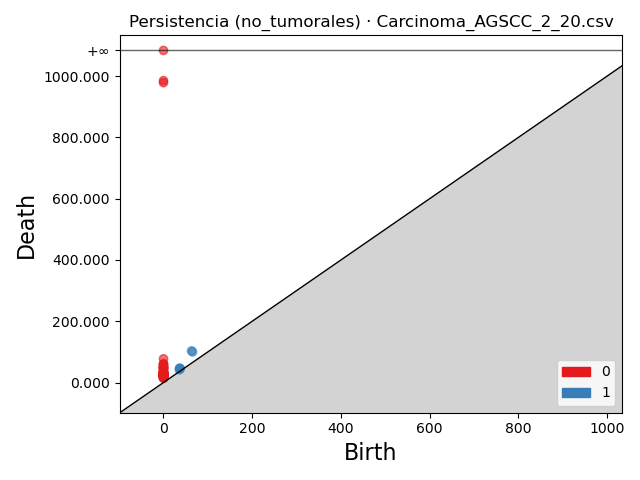 Persistencia (no_tumorales) · Carcinoma_AGSCC_2_20.csv
+∞
1000.000
800.000
600.000
400.000
200.000
0.000
Death
0
1
0 200 400 600 800 1000
Birth